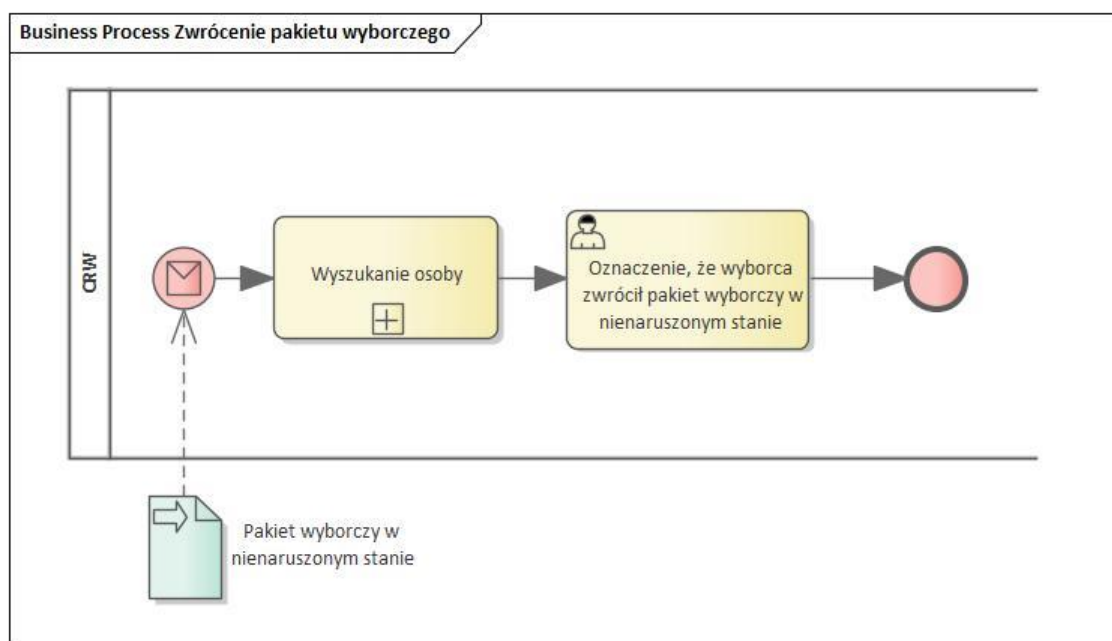 Business Process Zwrócenie pakietu wyborczego
CRW
Wyszukanie osoby
Oznaczenie, że wyborca
zwrócił pakiet wyborczy w
nienaruszonym stanie
Pakiet wyborczy w
nienaruszonym stanie